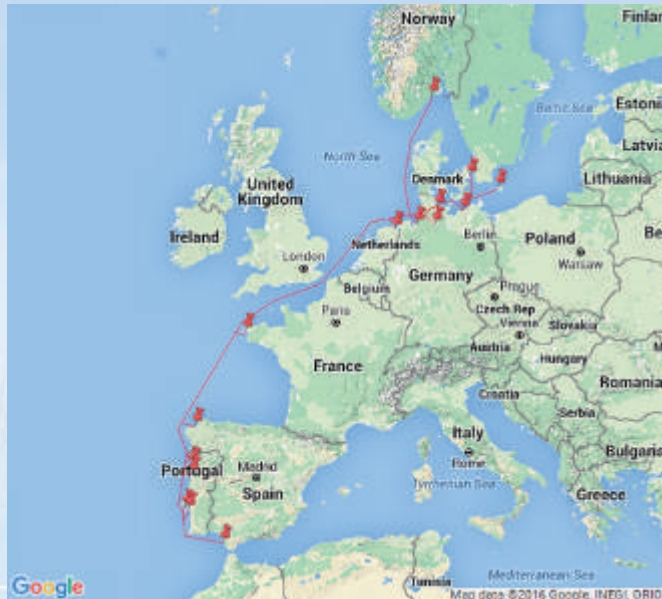 Norway
Finlan
Baltic Sea
Estonia
North Sea
Latvia
Denmark
Lithuania
United
Kingdom
Ireland
Netherlands
Berlin
Poland
Be
London
Warsaw
Germany
Belgium
Prague
Paris
Czech Rep
Vienna
Slovakia
Austria
Hungary
France
Romania
Croatia
Serbia
Italy
Bulgaria
Portugal
Madrid
Rome
Spain
Tyrrhenian Sea
Greece
Mediterranean Sea
Tunisia
Google
Map data ©2016 Google, INEGI, ORIO